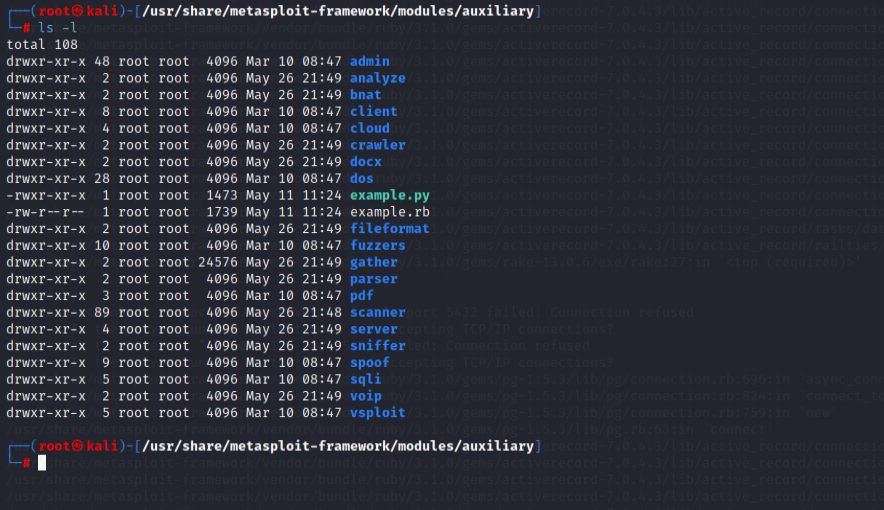 ┌──(root㉿kali)-[/usr/share/metasploit-framework/modules/auxiliary]
└─# ls -l
total 108
drwxr-xr-x 48 root root  4096 Mar 10 08:47 admin
drwxr-xr-x  2 root root  4096 May 26 21:49 analyze
drwxr-xr-x  2 root root  4096 May 26 21:49 bnat
drwxr-xr-x  8 root root  4096 Mar 10 08:47 client
drwxr-xr-x  4 root root  4096 Mar 10 08:47 cloud
drwxr-xr-x  2 root root  4096 May 26 21:49 crawler
drwxr-xr-x  2 root root  4096 May 26 21:49 docx
drwxr-xr-x 28 root root  4096 Mar 10 08:47 dos
-rwxr-xr-x  1 root root  1473 May 11 11:24 example.py
-rw-r--r--  1 root root  1739 May 11 11:24 example.rb
drwxr-xr-x  2 root root  4096 May 26 21:49 fileformat
drwxr-xr-x 10 root root  4096 Mar 10 08:47 fuzzers
drwxr-xr-x  2 root root 24576 May 26 21:49 gather
drwxr-xr-x  2 root root  4096 May 26 21:49 parser
drwxr-xr-x  3 root root  4096 Mar 10 08:47 pdf
drwxr-xr-x 89 root root  4096 May 26 21:48 scanner
drwxr-xr-x  4 root root  4096 May 26 21:49 server
drwxr-xr-x  2 root root  4096 May 26 21:49 sniffer
drwxr-xr-x  9 root root  4096 Mar 10 08:47 spoof
drwxr-xr-x  5 root root  4096 Mar 10 08:47 sqli
drwxr-xr-x  2 root root  4096 May 26 21:49 voip
drwxr-xr-x  5 root root  4096 Mar 10 08:47 vsploit
┌──(root㉿kali)-[/usr/share/metasploit-framework/modules/auxiliary]
└─#